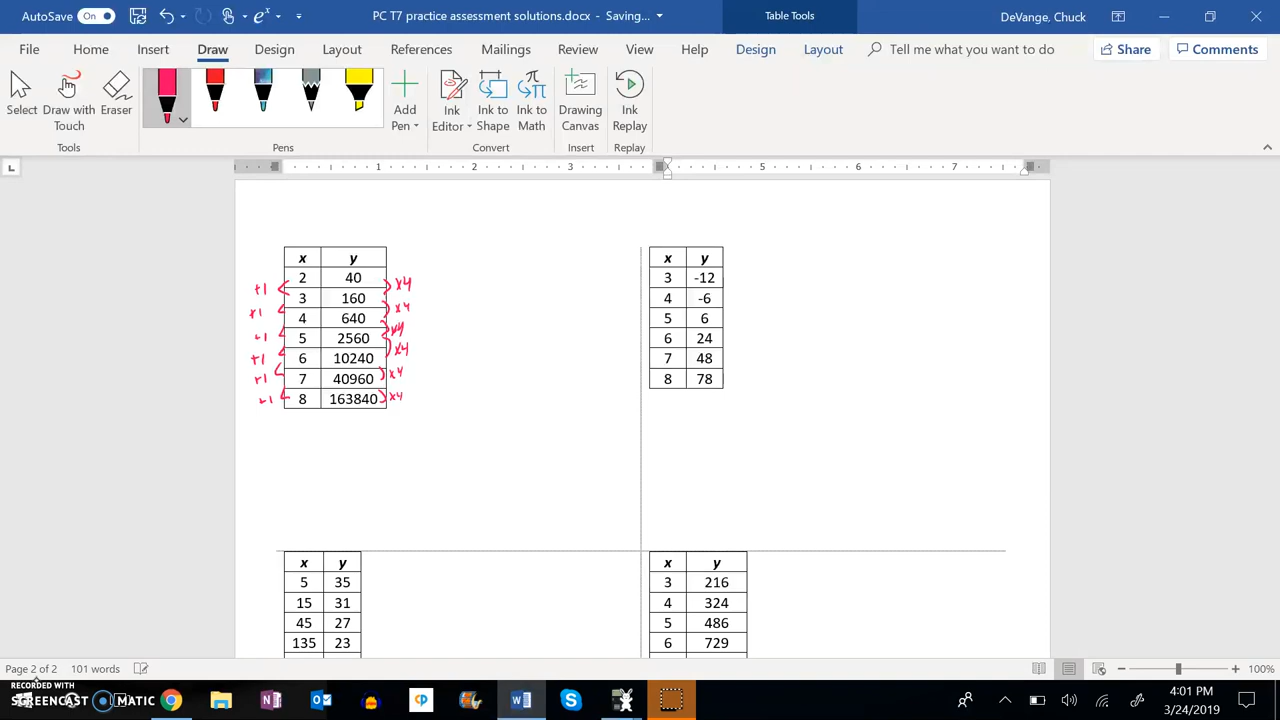 AutoSave On PC T7 practice assessment solutions.docx - Saving... Table Tools DeVange, Chuck
File Home Insert Draw Design Layout References Mailings Review View Help Design Layout Tell me what you want to do Share Comments
Select Draw with Touch Eraser Add Pen Ink Editor Ink to Shape Ink to Math Drawing Canvas Ink Replay
Tools Pens Convert Insert Replay
1 2 3 5 6 7
x y
2 40
3 160
4 640
5 2560
6 10240
7 40960
8 163840
+1 x4
+1 x4
+1 x4
+1 x4
+1 x4
+1 x4
x y
3 -12
4 -6
5 6
6 24
7 48
8 78
x y
5 35
15 31
45 27
135 23
x y
3 216
4 324
5 486
6 729
Page 2 of 2 101 words 100%
RECORDED WITH
SCREENCAST MATIC
4:01 PM
3/24/2019